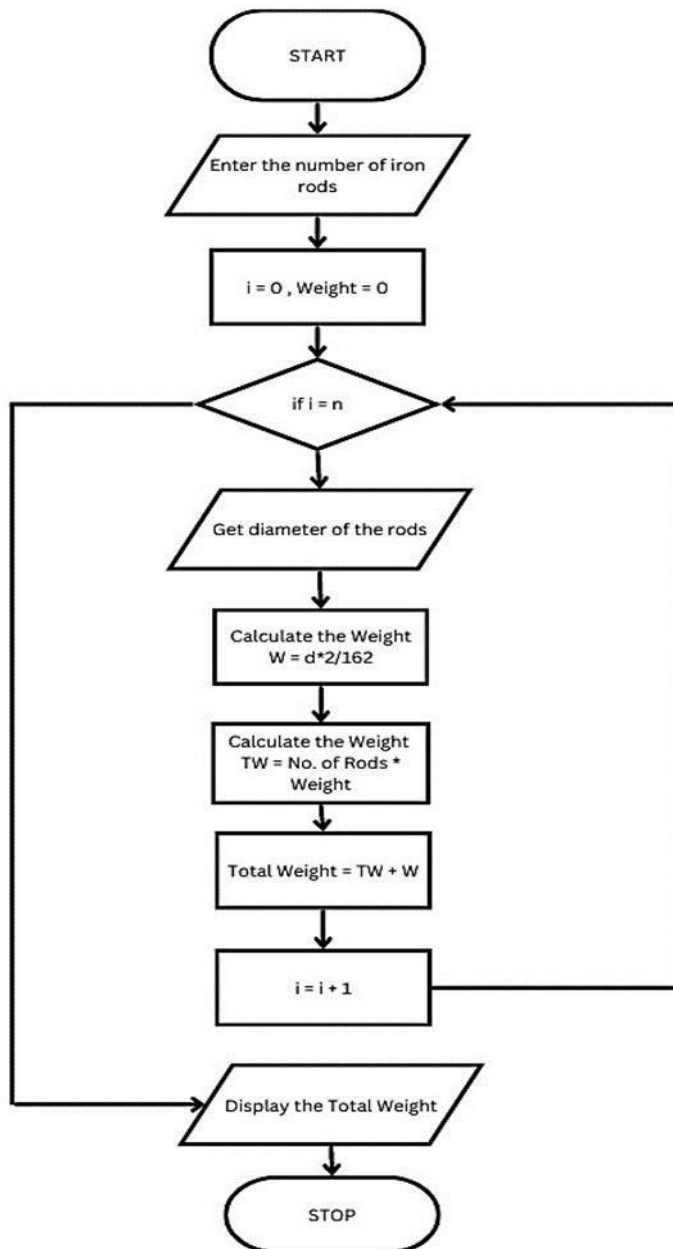 START
Enter the number of iron
rods
i = 0 , Weight = 0
if i = n
Get diameter of the rods
Calculate the Weight
W = d*2/162
Calculate the Weight
TW = No. of Rods *
Weight
Total Weight = TW + W
i = i + 1
Display the Total Weight
STOP